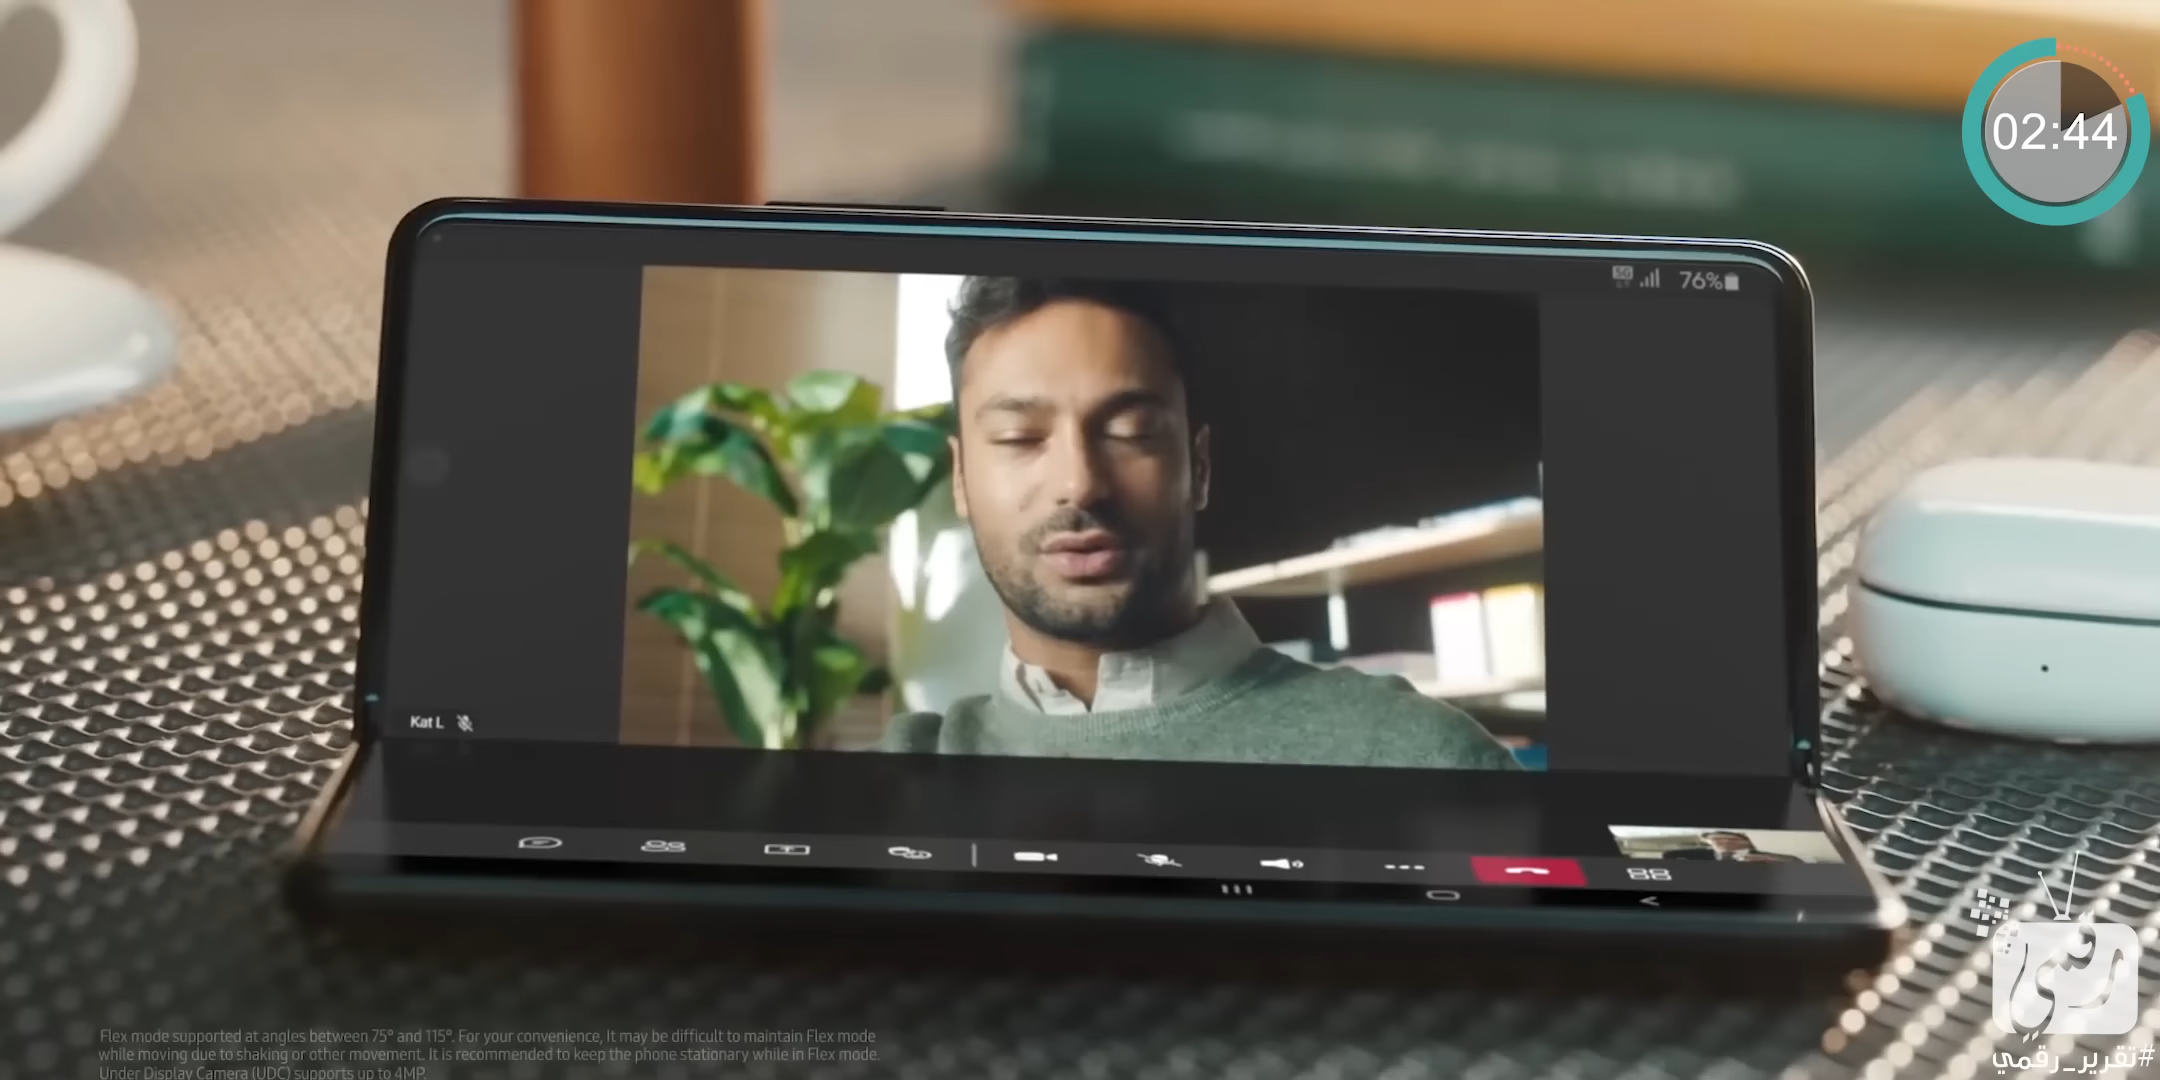 02:44
5G 76%
Kat L
Flex mode supported at angles between 75° and 115°. For your convenience, It may be difficult to maintain Flex mode
while moving due to shaking or other movement. It is recommended to keep the phone stationary while in Flex mode.
Under Display Camera (UDC) supports up to 4MP.
رقمي
#تقرير_رقمي